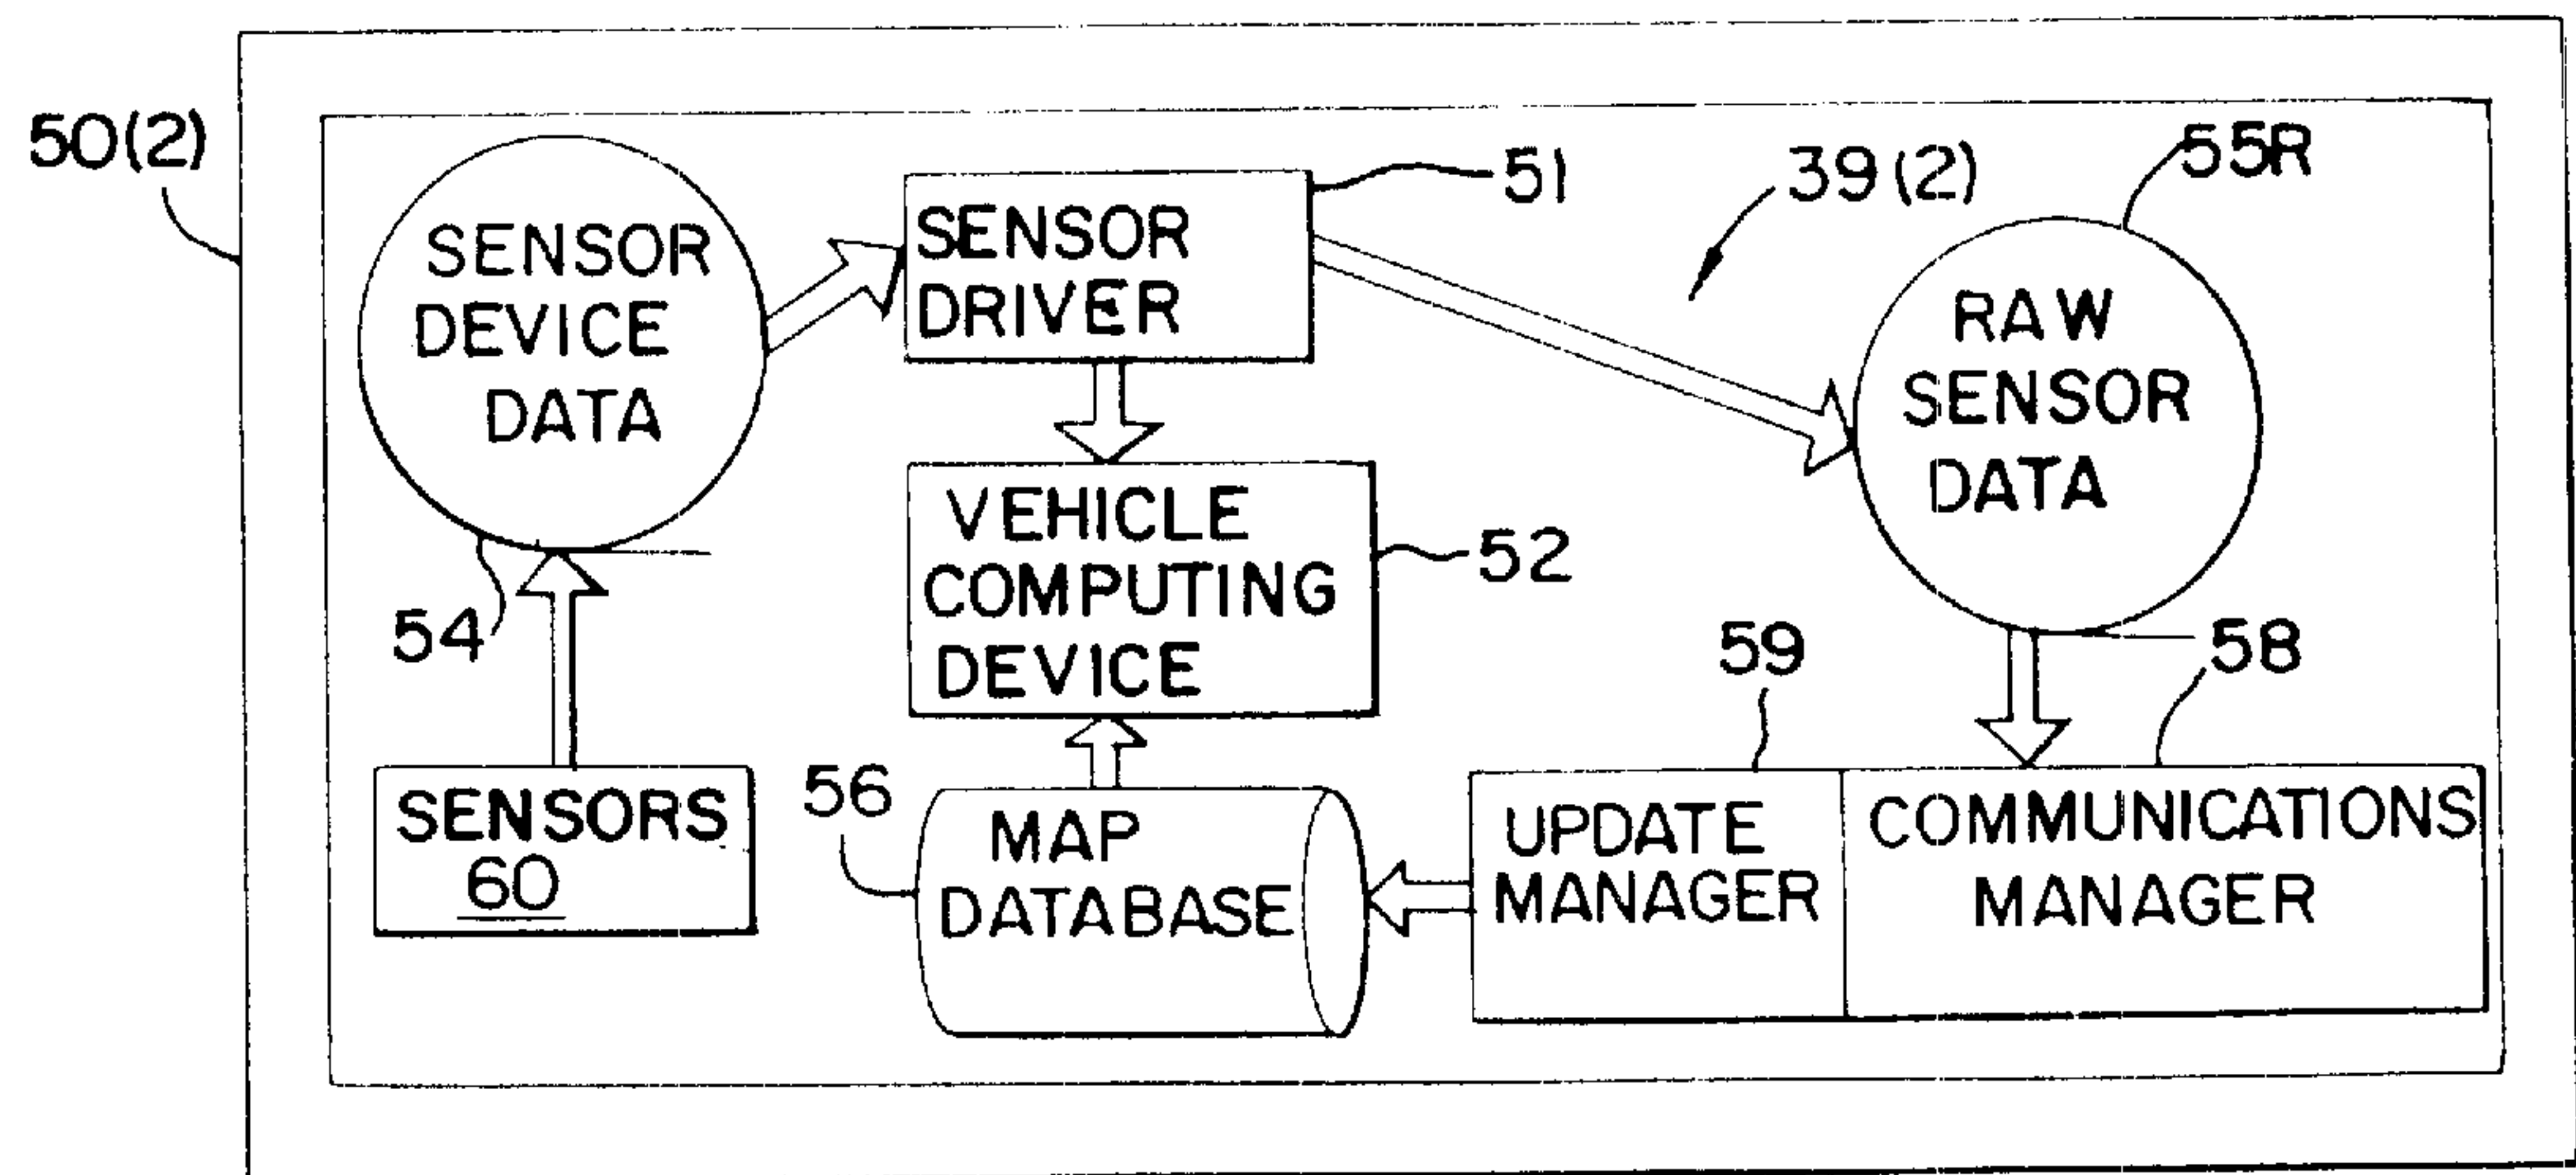 50(2)
SENSOR
DEVICE
DATA
54
SENSORS
60
SENSOR
DRIVER
51
VEHICLE
COMPUTING
DEVICE
52
MAP
DATABASE
56
39(2)
55R
RAW
SENSOR
DATA
59
UPDATE
MANAGER
58
COMMUNICATIONS
MANAGER